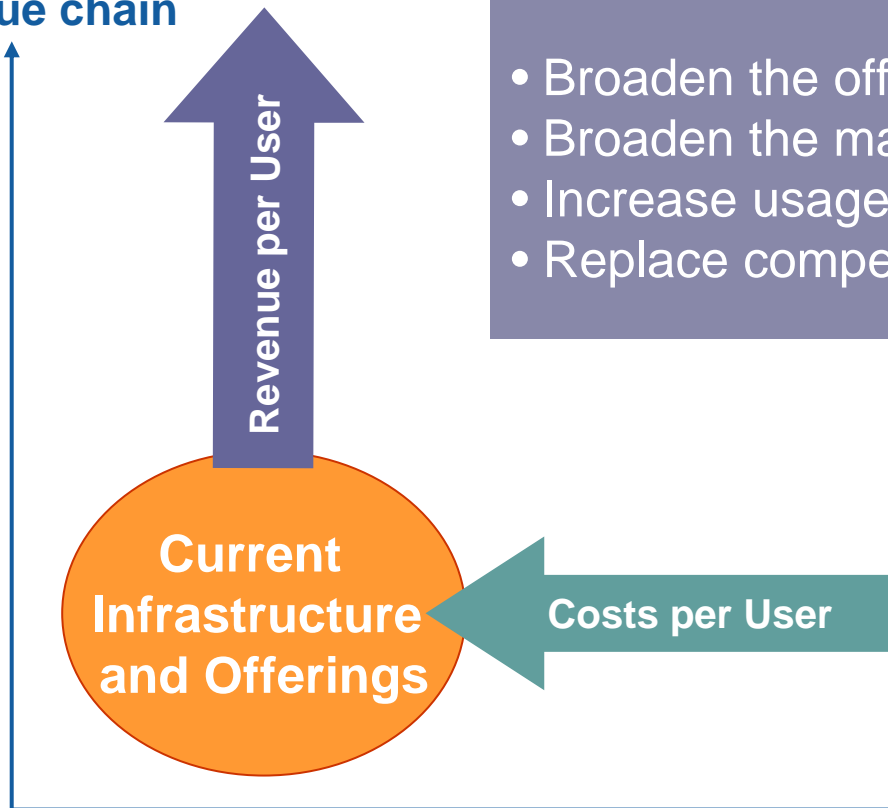 ue chain
• Broaden the off
• Broaden the ma
• Increase usage
• Replace compe
Revenue per User
Current
Infrastructure
and Offerings
Costs per User